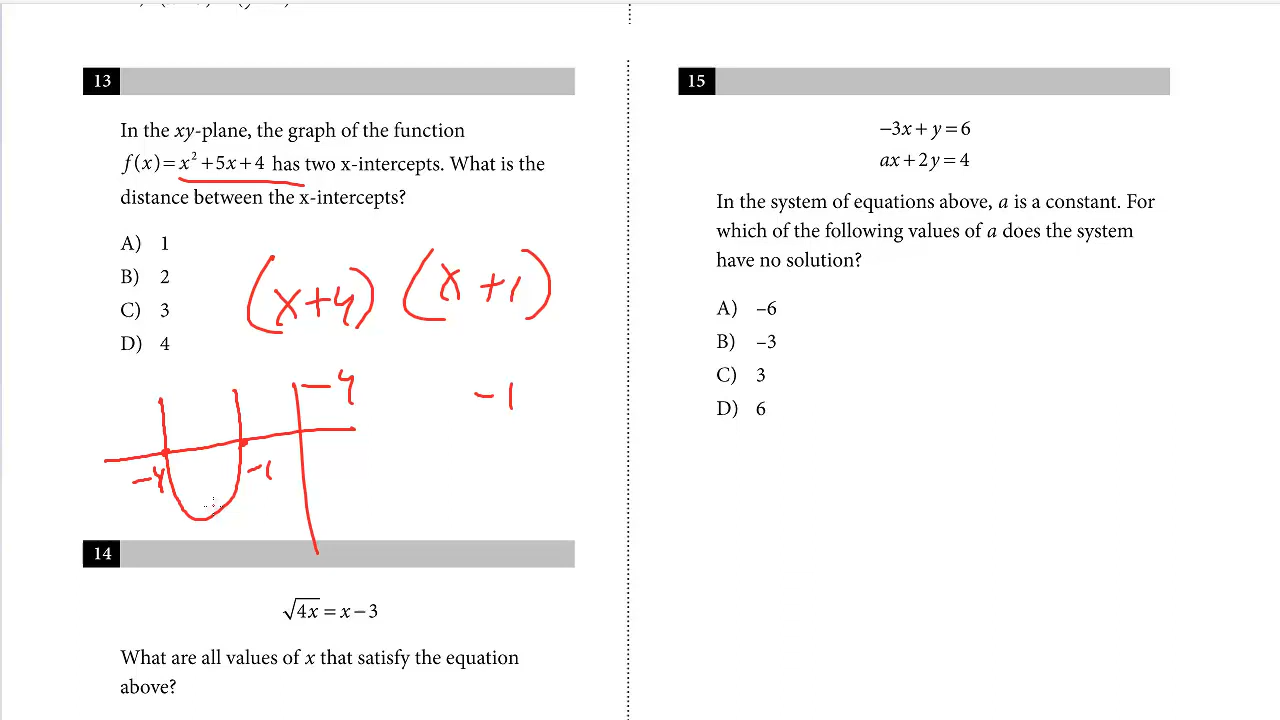 13
In the xy-plane, the graph of the function
f(x) = x² + 5x + 4 has two x-intercepts. What is the
distance between the x-intercepts?
A) 1
B) 2
C) 3
D) 4
(x+4) (x+1)
-4
-1
-4
-1
14
√4x = x − 3
What are all values of x that satisfy the equation
above?
15
−3x + y = 6
ax + 2y = 4
In the system of equations above, a is a constant. For
which of the following values of a does the system
have no solution?
A) –6
B) –3
C) 3
D) 6